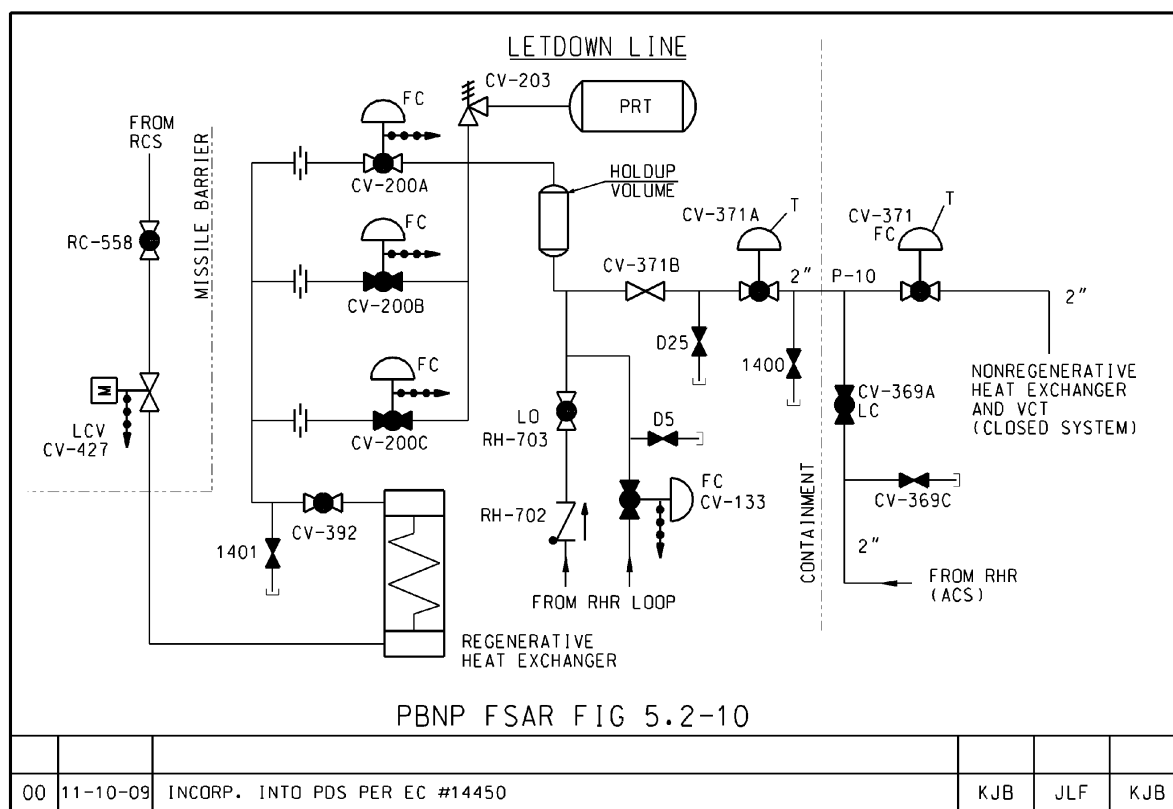 LETDOWN LINE
FROM
RCS
MISSILE BARRIER
RC-558
M
LCV
CV-427
FC
CV-200A
FC
CV-200B
FC
CV-200C
CV-203
PRT
HOLDUP
VOLUME
CV-371A
T
CV-371
FC
T
CV-371B
2"
P-10
2"
D25
1400
NONREGENERATIVE
HEAT EXCHANGER
AND VCT
(CLOSED SYSTEM)
CV-369A
LC
LO
RH-703
D5
FC
CV-133
CV-369C
RH-702
CV-392
1401
CONTAINMENT
2"
FROM RHR
(ACS)
FROM RHR LOOP
REGENERATIVE
HEAT EXCHANGER
PBNP FSAR FIG 5.2-10
00 11-10-09 INCORP. INTO PDS PER EC #14450 KJB JLF KJB